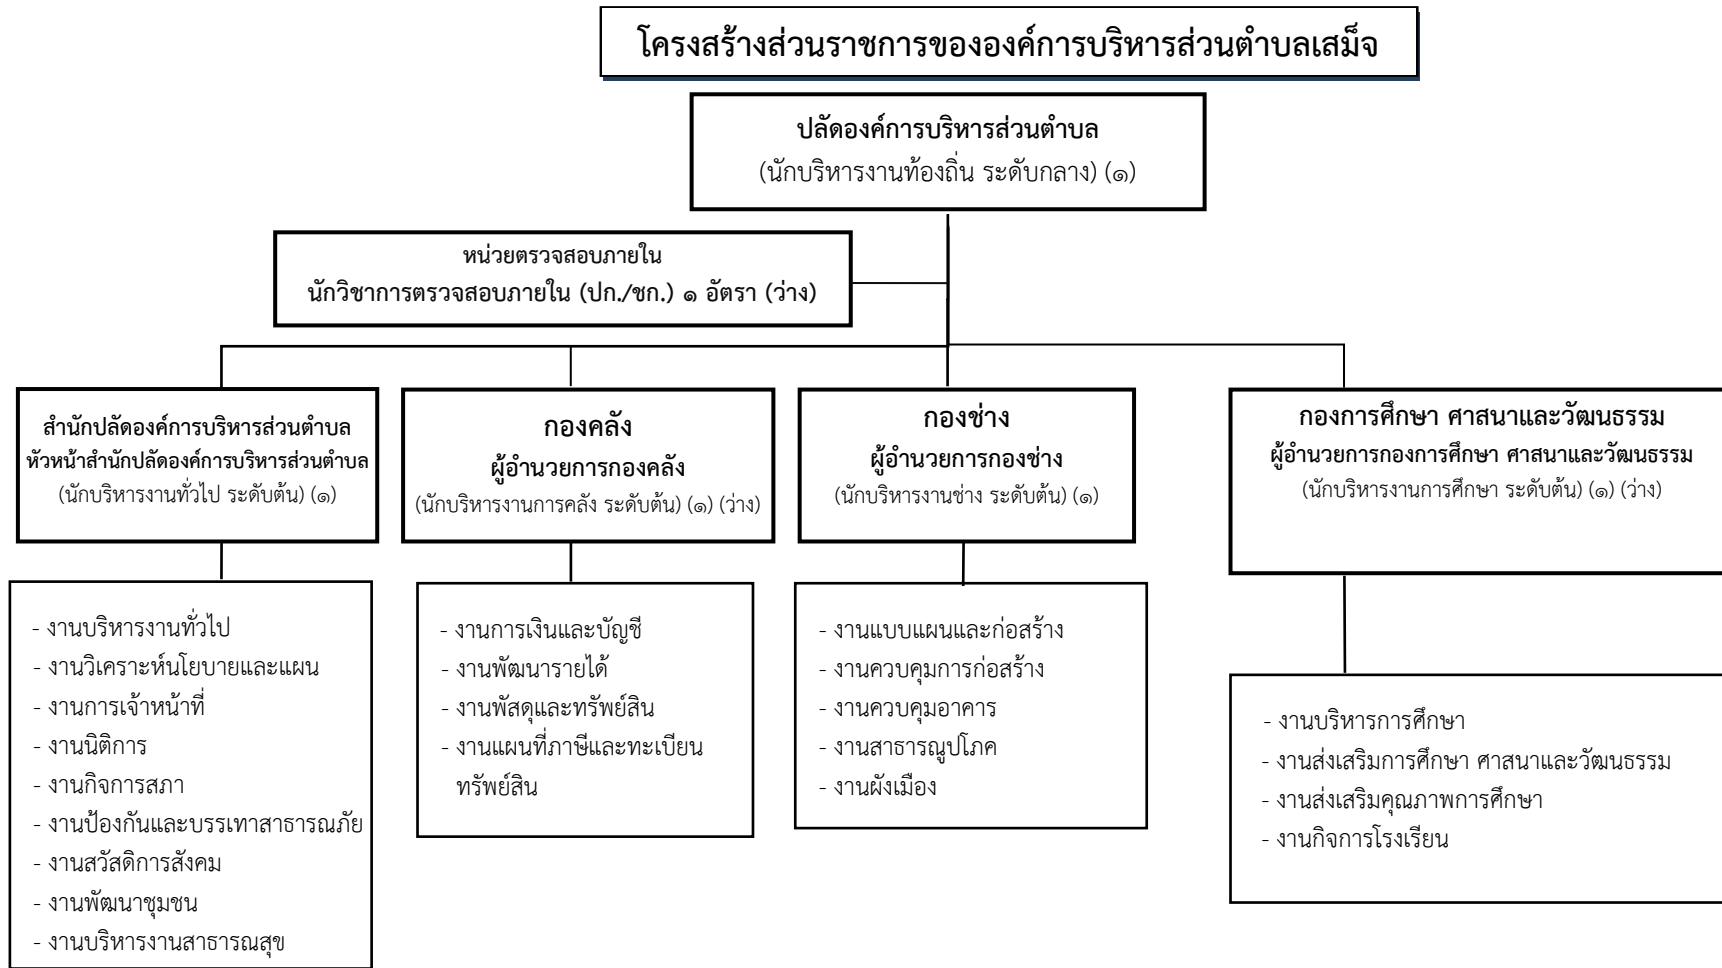 โครงสร้างส่วนราชการขององค์การบริหารส่วนตำบลเสม็จ
ปลัดองค์การบริหารส่วนตำบล
(นักบริหารงานท้องถิ่น ระดับกลาง) (๑)
หน่วยตรวจสอบภายใน
นักวิชาการตรวจสอบภายใน (ปก./ชก.) ๑ อัตรา (ว่าง)
สำนักปลัดองค์การบริหารส่วนตำบล
หัวหน้าสำนักปลัดองค์การบริหารส่วนตำบล
(นักบริหารงานทั่วไป ระดับต้น) (๑)
กองคลัง
ผู้อำนวยการกองคลัง
(นักบริหารงานการคลัง ระดับต้น) (๑) (ว่าง)
กองช่าง
ผู้อำนวยการกองช่าง
(นักบริหารงานช่าง ระดับต้น) (๑)
กองการศึกษา ศาสนาและวัฒนธรรม
ผู้อำนวยการกองการศึกษา ศาสนาและวัฒนธรรม
(นักบริหารงานการศึกษา ระดับต้น) (๑) (ว่าง)
- งานบริหารงานทั่วไป
- งานวิเคราะห์นโยบายและแผน
- งานการเจ้าหน้าที่
- งานนิติการ
- งานกิจการสภา
- งานป้องกันและบรรเทาสาธารณภัย
- งานสวัสดิการสังคม
- งานพัฒนาชุมชน
- งานบริหารงานสาธารณสุข
- งานการเงินและบัญชี
- งานพัฒนารายได้
- งานพัสดุและทรัพย์สิน
- งานแผนที่ภาษีและทะเบียน
ทรัพย์สิน
- งานแบบแผนและก่อสร้าง
- งานควบคุมการก่อสร้าง
- งานควบคุมอาคาร
- งานสาธารณูปโภค
- งานผังเมือง
- งานบริหารการศึกษา
- งานส่งเสริมการศึกษา ศาสนาและวัฒนธรรม
- งานส่งเสริมคุณภาพการศึกษา
- งานกิจการโรงเรียน